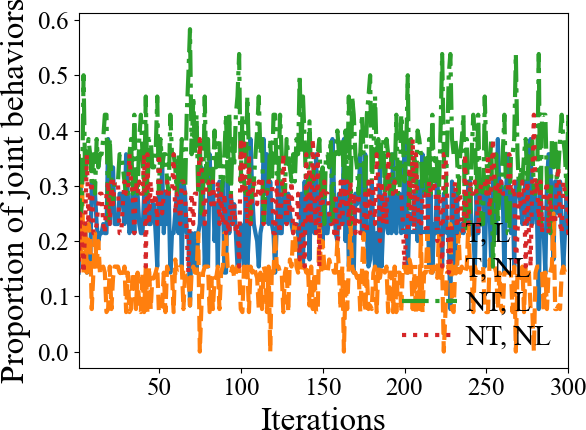 Proportion of joint behaviors
0.6
0.5
0.4
0.3
0.2
0.1
0.0
T, L
T, NL
NT, L
NT, NL
50 100 150 200 250 300
Iterations